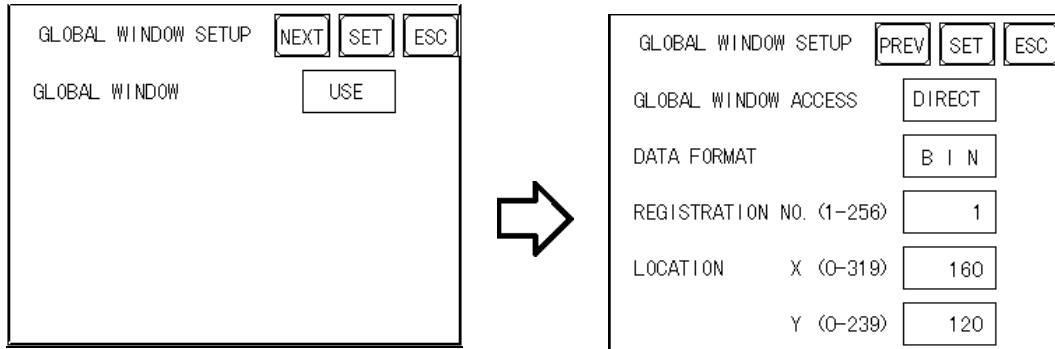 GLOBAL WINDOW SETUP NEXT SET ESC
GLOBAL WINDOW USE
GLOBAL WINDOW SETUP PREV SET ESC
GLOBAL WINDOW ACCESS DIRECT
DATA FORMAT B I N
REGISTRATION NO. (1-256) 1
LOCATION X (0-319) 160
Y (0-239) 120